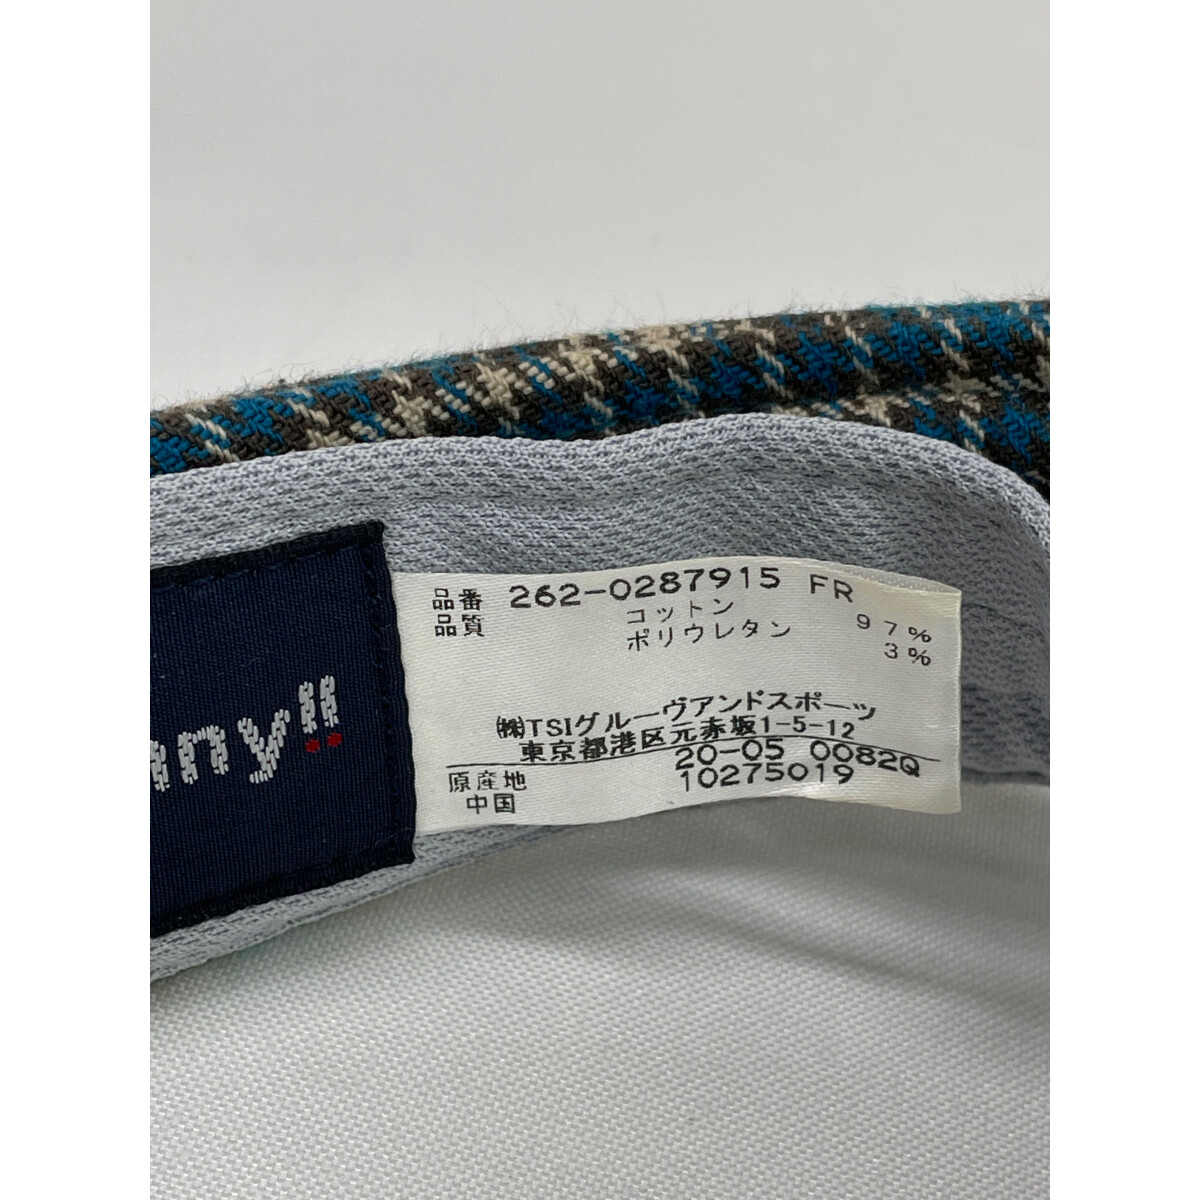 品番 262-0287915 FR
品質 コットン 97%
ポリウレタン 3%
㈱TSIグルーヴアンドスポーツ
東京都港区元赤坂1-5-12
20-05 0082Q
原産地 10275019
中国
nny!!